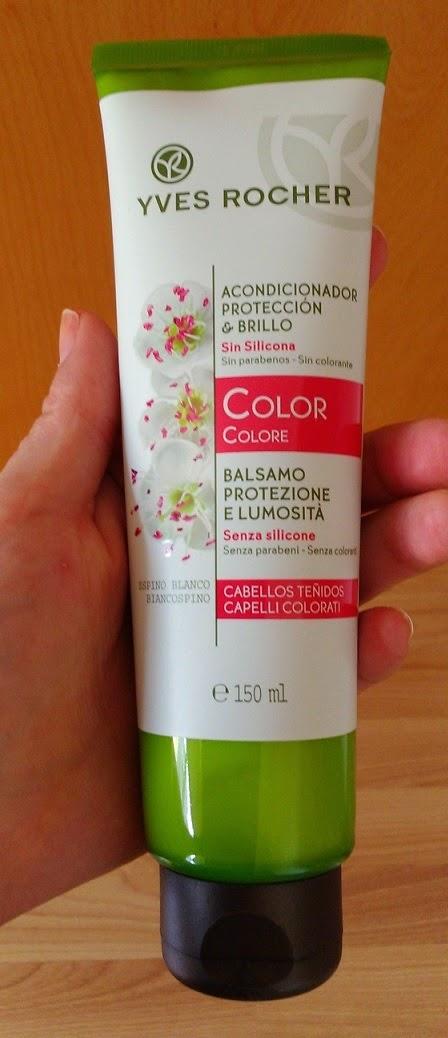 YVES ROCHER
ACONDICIONADOR
PROTECCIÓN
& BRILLO
Sin Silicona
Sin parabenos - Sin colorante
COLOR
COLORE
BALSAMO
PROTEZIONE
E LUMOSITÀ
Senza silicone
Senza parabeni - Senza coloranti
ESPINO BLANCO
BIANCOSPINO
CABELLOS TEÑIDOS
CAPELLI COLORATI
℮ 150 ml